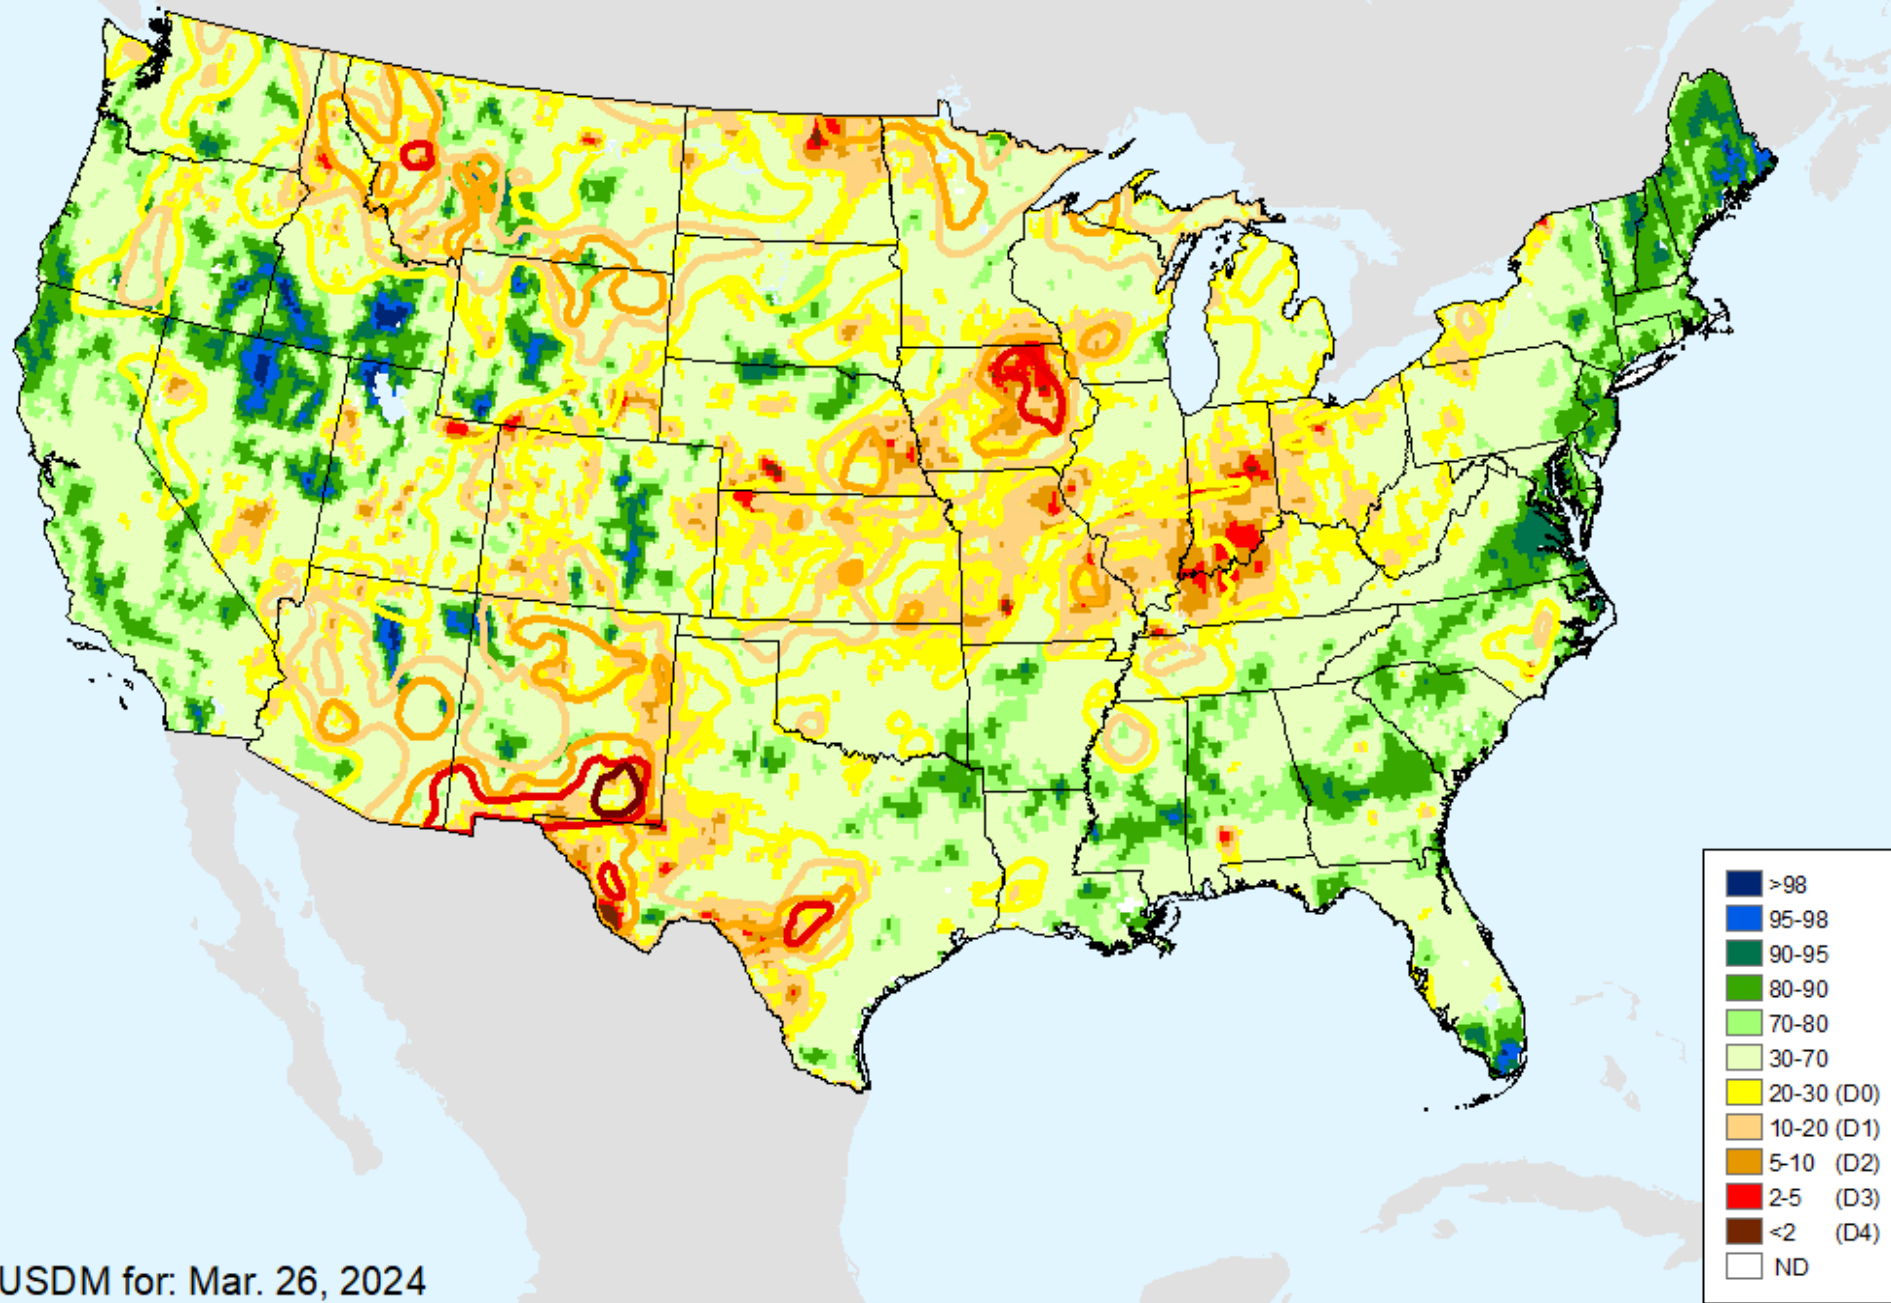 >98
95-98
90-95
80-90
70-80
30-70
20-30 (D0)
10-20 (D1)
5-10 (D2)
2-5 (D3)
<2 (D4)
ND
USDM for: Mar. 26, 2024